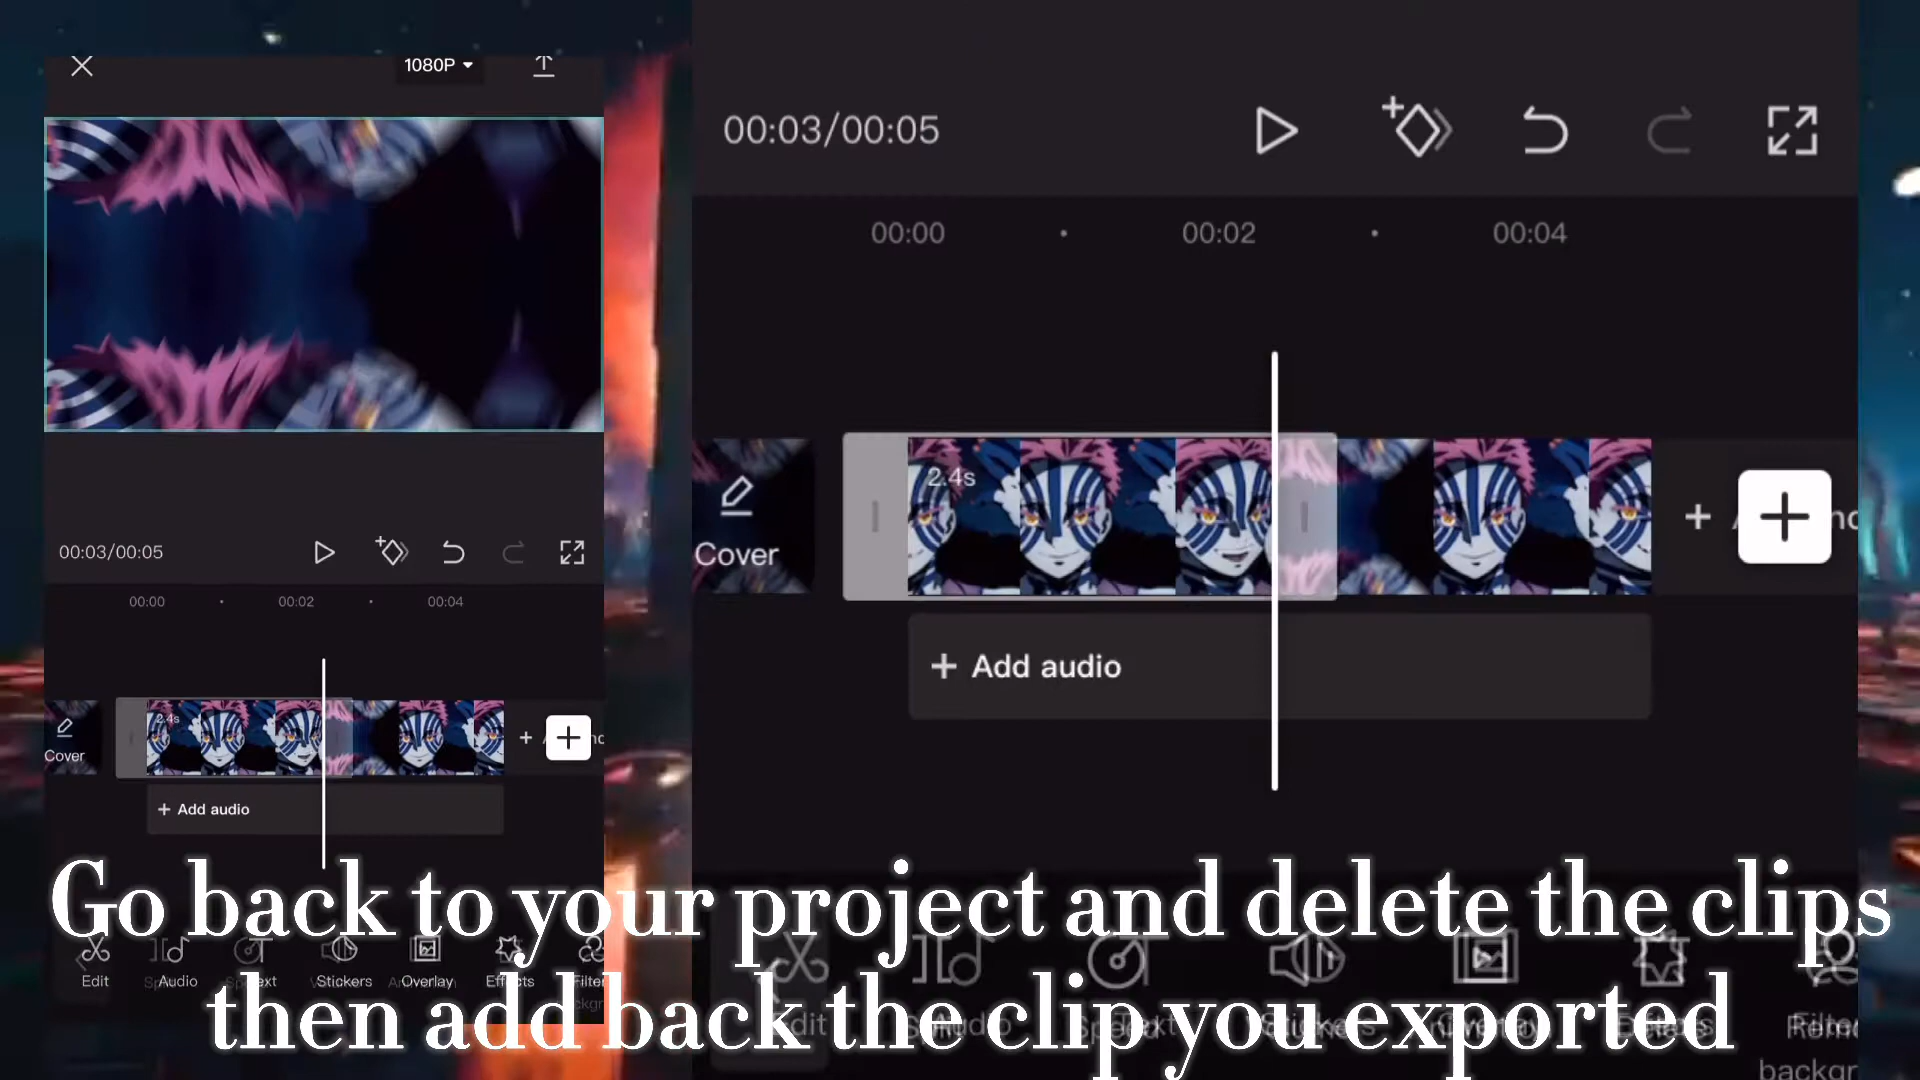 1080P
00:03/00:05
00:00
00:02
00:04
2.4s
Cover
+ Add audio
00:03/00:05
00:00
00:02
00:04
2.4s
Cover
+ Add audio
Go back to your project and delete the clips
then add back the clip you exported
Edit
Audio
Stickers
Overlay
Effects
Filter